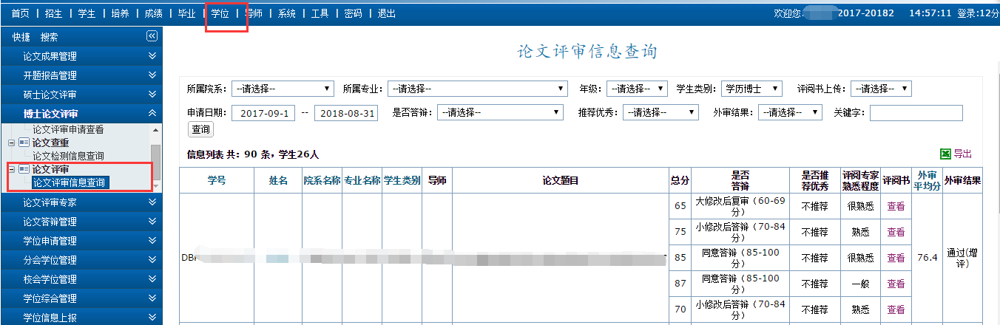 首页 | 招生 | 学生 | 培养 | 成绩 | 毕业 | 学位 | 导师 | 系统 | 工具 | 密码 | 退出 欢迎您: 2017-20182 14:57:11 登录:12分
快捷 搜索
论文成果管理
开题报告管理
硕士论文评审
博士论文评审
论文评审申请查看
论文查重
论文检测信息查询
论文评审
论文评审信息查询
论文评审专家
论文答辩管理
学位申请管理
分会学位管理
校会学位管理
学位综合管理
学位信息上报
论文评审信息查询
所属院系: --请选择-- 所属专业: --请选择-- 年级: --请选择-- 学生类别: 学历博士 评阅书上传: --请选择--
申请日期: 2017-09-1 -- 2018-08-31 是否答辩: --请选择-- 推荐优秀: --请选择-- 外审结果: --请选择-- 关键字:
查询
信息列表 共: 90 条，学生26人 导出
学号 姓名 院系名称 专业名称 学生类别 导师 论文题目 总分 是否答辩 是否推荐优秀 评阅专家熟悉程度 评阅书 外审平均分 外审结果
65 大修改后复审（60-69分） 不推荐 很熟悉 查看
75 小修改后答辩（70-84分） 不推荐 熟悉 查看
85 同意答辩（85-100分） 不推荐 很熟悉 查看 76.4 通过(增评)
87 同意答辩（85-100分） 不推荐 一般 查看
70 小修改后答辩（70-84分） 不推荐 熟悉 查看